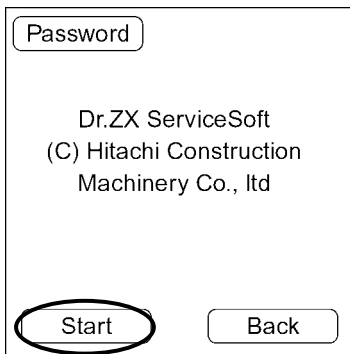 Password
Dr.ZX ServiceSoft
(C) Hitachi Construction
Machinery Co., ltd
Start
Back